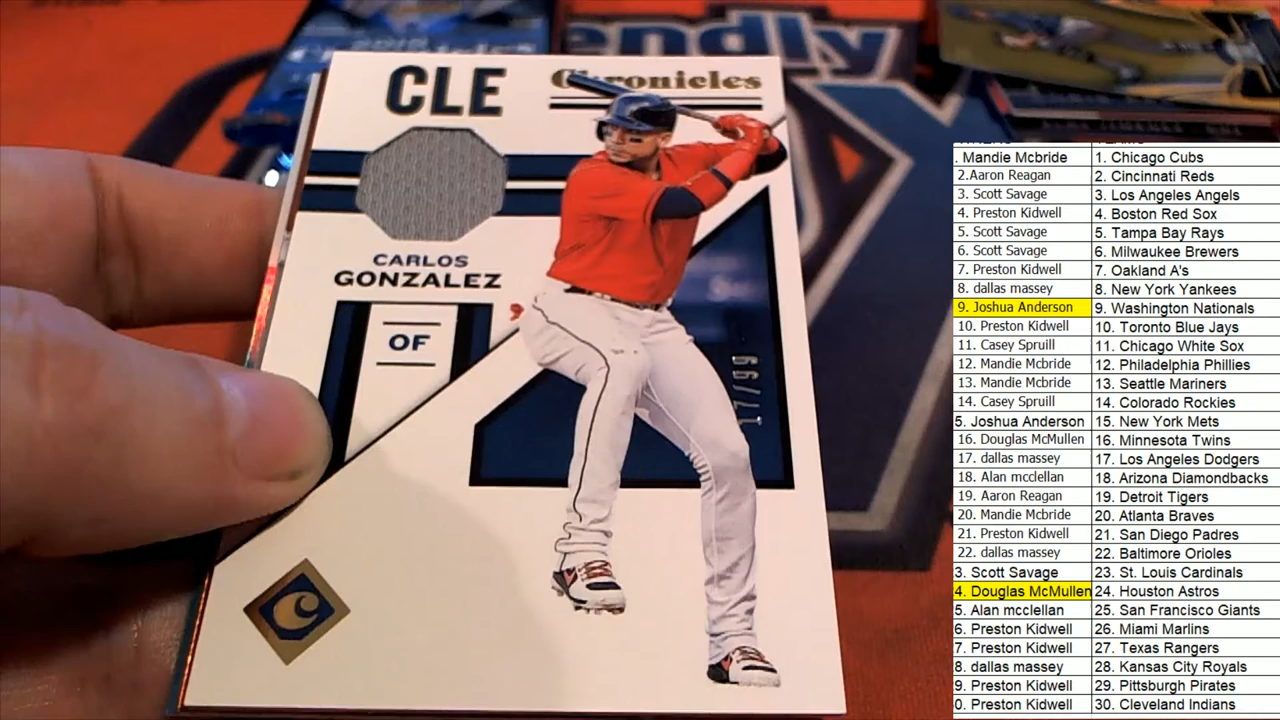 endly
CLE
Chronicles
CARLOS
GONZALEZ
OF
17/99
C
. Mandie Mcbride 1. Chicago Cubs
2.Aaron Reagan 2. Cincinnati Reds
3. Scott Savage 3. Los Angeles Angels
4. Preston Kidwell 4. Boston Red Sox
5. Scott Savage 5. Tampa Bay Rays
6. Scott Savage 6. Milwaukee Brewers
7. Preston Kidwell 7. Oakland A's
8. dallas massey 8. New York Yankees
9. Joshua Anderson 9. Washington Nationals
10. Preston Kidwell 10. Toronto Blue Jays
11. Casey Spruill 11. Chicago White Sox
12. Mandie Mcbride 12. Philadelphia Phillies
13. Mandie Mcbride 13. Seattle Mariners
14. Casey Spruill 14. Colorado Rockies
5. Joshua Anderson 15. New York Mets
16. Douglas McMullen 16. Minnesota Twins
17. dallas massey 17. Los Angeles Dodgers
18. Alan mcclellan 18. Arizona Diamondbacks
19. Aaron Reagan 19. Detroit Tigers
20. Mandie Mcbride 20. Atlanta Braves
21. Preston Kidwell 21. San Diego Padres
22. dallas massey 22. Baltimore Orioles
3. Scott Savage 23. St. Louis Cardinals
4. Douglas McMullen 24. Houston Astros
5. Alan mcclellan 25. San Francisco Giants
6. Preston Kidwell 26. Miami Marlins
7. Preston Kidwell 27. Texas Rangers
8. dallas massey 28. Kansas City Royals
9. Preston Kidwell 29. Pittsburgh Pirates
0. Preston Kidwell 30. Cleveland Indians